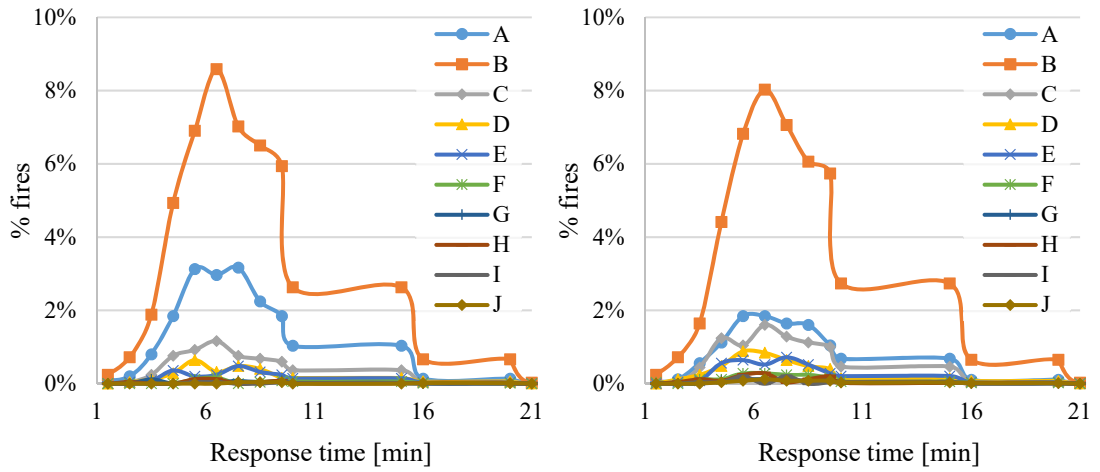 10%
8%
6%
4%
2%
0%
% fires
1
6
11
16
21
Response time [min]
A
B
C
D
E
F
G
H
I
J
10%
8%
6%
4%
2%
0%
% fires
1
6
11
16
21
Response time [min]
A
B
C
D
E
F
G
H
I
J